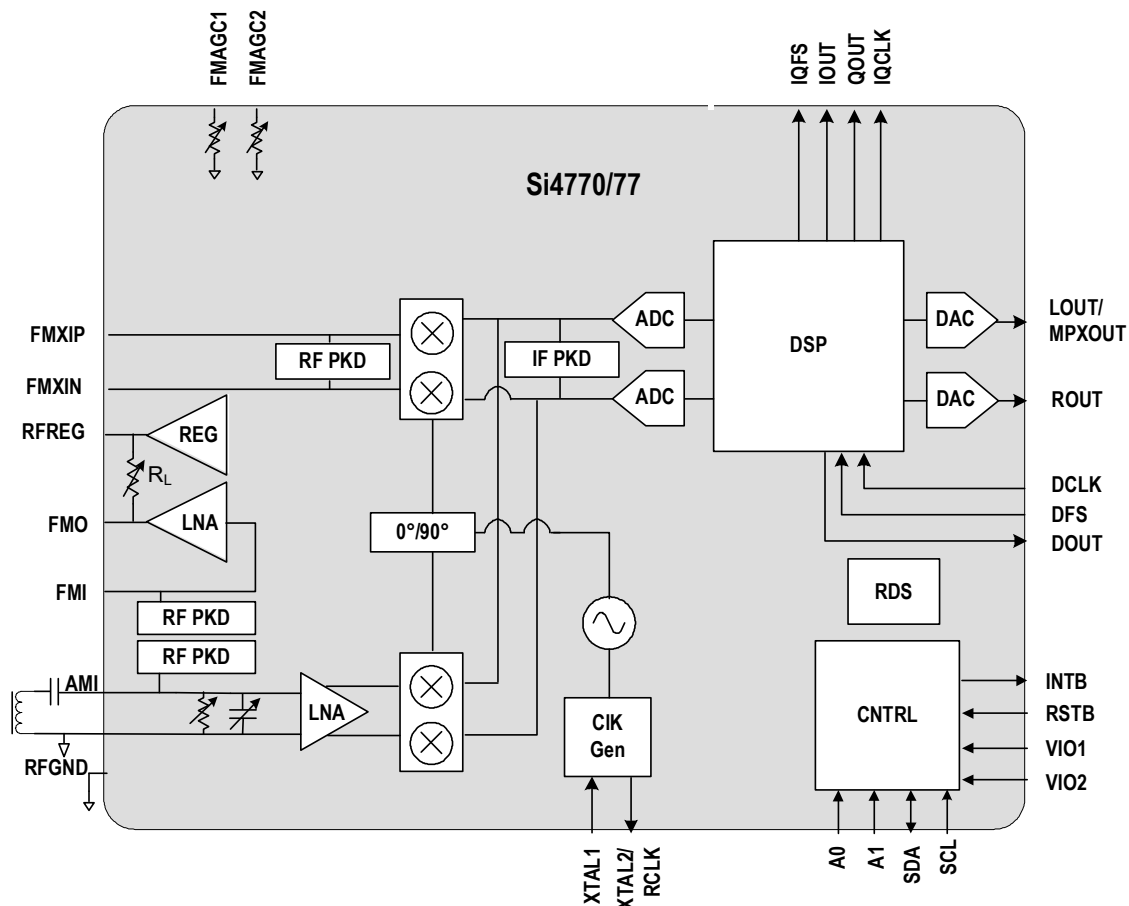 FMAGC1
FMAGC2
IQFS
IOUT
QOUT
IQCLK
Si4770/77
FMXIP
RF PKD
FMXIN
IF PKD
ADC
ADC
DSP
DAC
DAC
LOUT/
MPXOUT
ROUT
RFREG
REG
RL
FMO
LNA
0°/90°
DCLK
DFS
DOUT
FMI
RF PKD
RF PKD
RDS
AMI
LNA
RFGND
ClK
Gen
CNTRL
INTB
RSTB
VIO1
VIO2
XTAL1
XTAL2/
RCLK
A0
A1
SDA
SCL